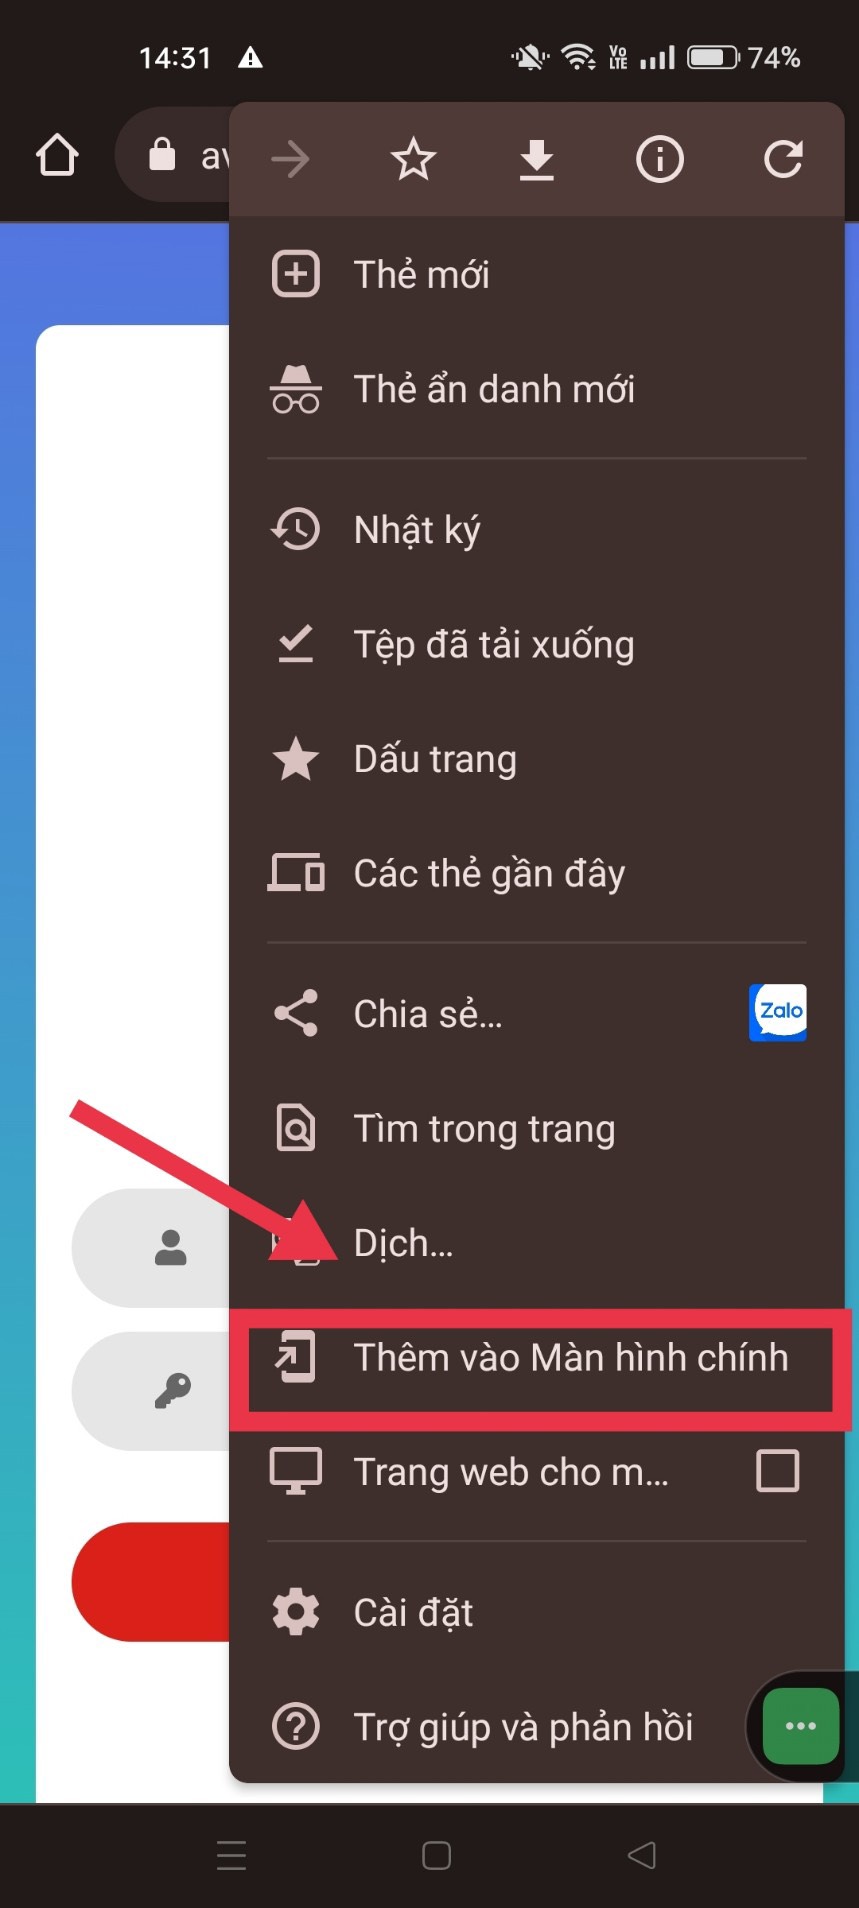 14:31
Vo LTE
74%
av
Thẻ mới
Thẻ ẩn danh mới
Nhật ký
Tệp đã tải xuống
Dấu trang
Các thẻ gần đây
Chia sẻ...
Zalo
Tìm trong trang
Dịch...
Thêm vào Màn hình chính
Trang web cho m...
Cài đặt
Trợ giúp và phản hồi